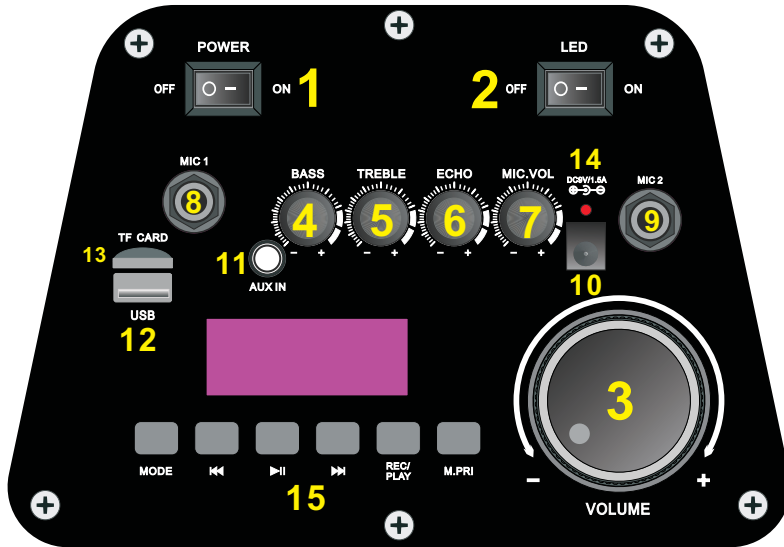 POWER
OFF
ON
1
LED
2
OFF
ON
MIC 1
8
BASS
TREBLE
ECHO
MIC.VOL
4
5
6
7
14
DC9V/1.5A
MIC 2
9
- +
- +
- +
- +
13
TF CARD
11
AUX IN
10
USB
12
3
MODE
REC/
PLAY
M.PRI
15
- +
VOLUME